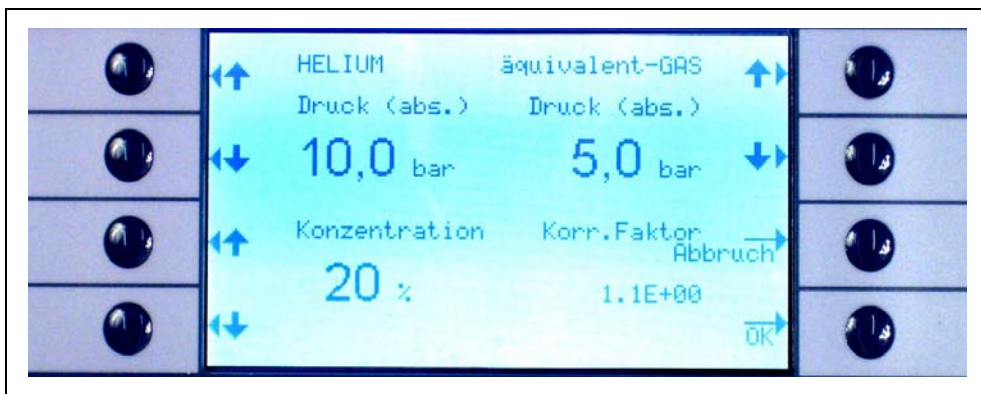 HELIUM äquivalent-GAS
Druck (abs.) Druck (abs.)
10,0 bar 5,0 bar
Konzentration Korr.Faktor
Abbruch
20 % 1.1E+00
OK